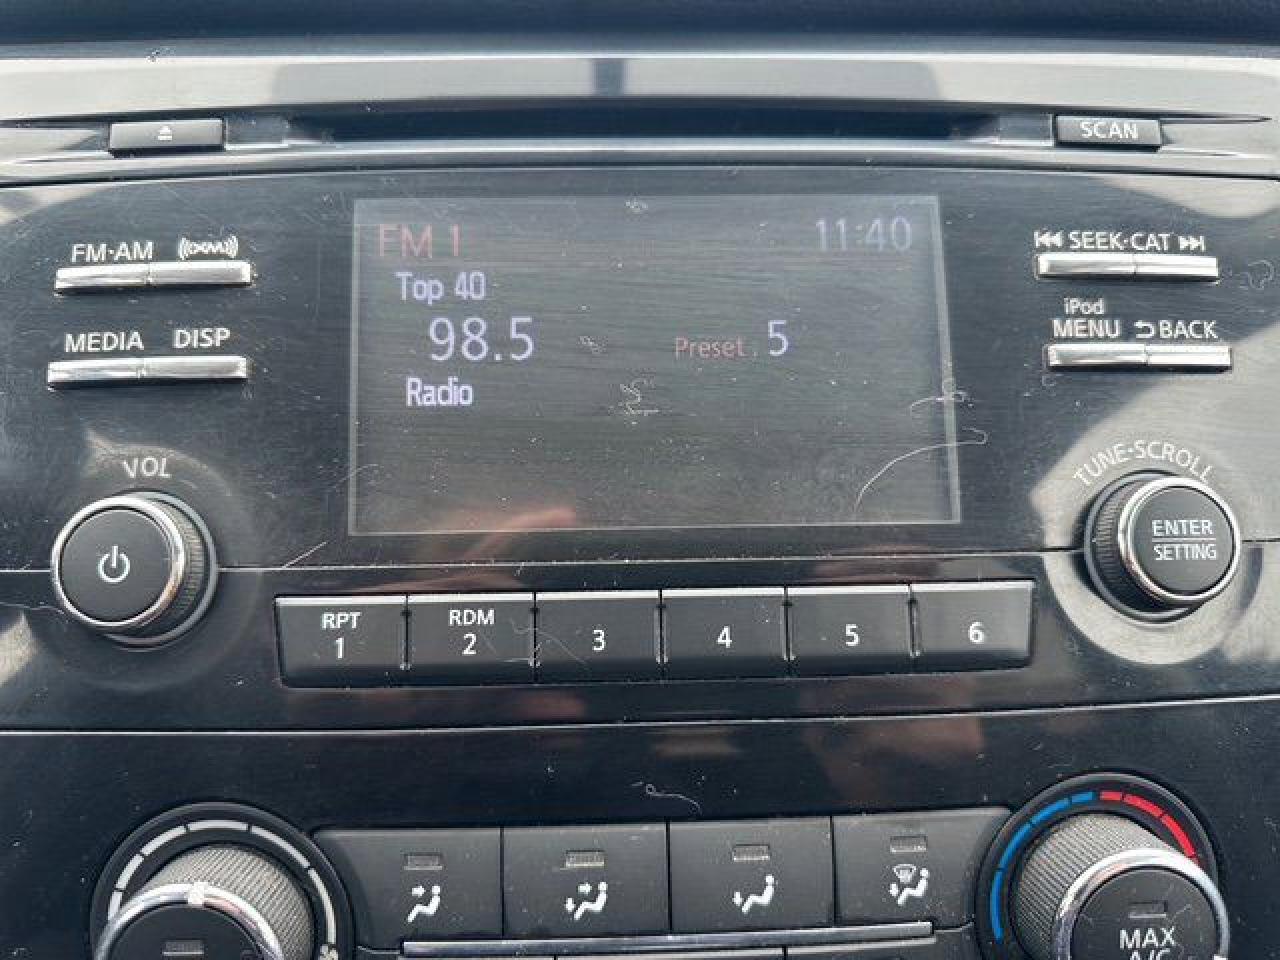 SCAN
FM·AM
((XM))
SEEK·CAT
MEDIA
DISP
iPod
MENU
BACK
FM 1
11:40
Top 40
98.5
Preset . 5
Radio
VOL
TUNE·SCROLL
ENTER
SETTING
RPT
1
RDM
2
3
4
5
6
MAX
A/C